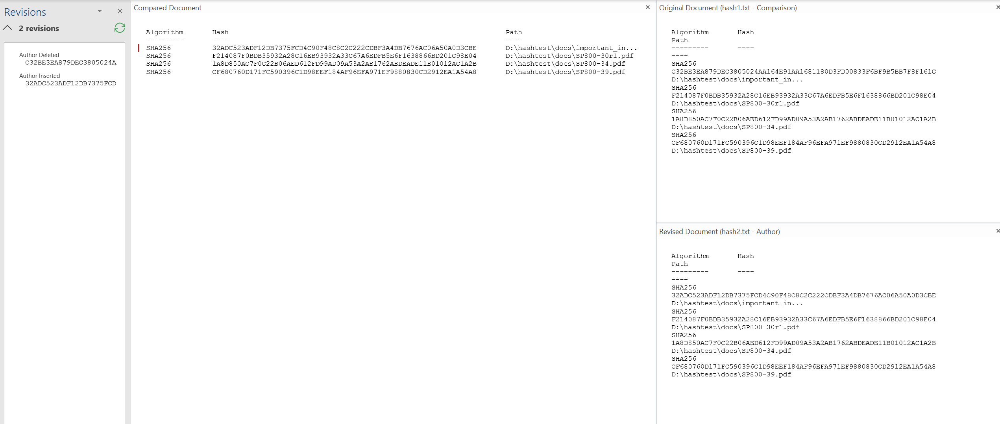 Revisions
2 revisions
Author Deleted
C32BE3EA879DEC3805024A
Author Inserted
32ADC523ADF12DB7375FCD
Compared Document
Algorithm Hash Path
--------- ---- ----
SHA256 32ADC523ADF12DB7375FCD4C90F48C8C2C222CDBF3A4DB7676AC06A50A0D3CBE D:\hashtest\docs\important_in...
SHA256 F214087F0BDB35932A28C16EB93932A33C67A6EDFB5E6F1638866BD201C98E04 D:\hashtest\docs\SP800-30r1.pdf
SHA256 1A8D850AC7F0C22B06AED612FD99AD09A53A2AB1762ABDEADE11B01012AC1A2B D:\hashtest\docs\SP800-34.pdf
SHA256 CF680760D171FC590396C1D98EEF184AF96EFA971EF9880830CD2912EA1A54A8 D:\hashtest\docs\SP800-39.pdf
Original Document (hash1.txt - Comparison)
Algorithm Hash
Path
--------- ----
----
SHA256
C32BE3EA879DEC3805024AA164E91AA1681180D3FD00833F6BF9B5BB7F8F161C
D:\hashtest\docs\important_in...
SHA256
F214087F0BDB35932A28C16EB93932A33C67A6EDFB5E6F1638866BD201C98E04
D:\hashtest\docs\SP800-30r1.pdf
SHA256
1A8D850AC7F0C22B06AED612FD99AD09A53A2AB1762ABDEADE11B01012AC1A2B
D:\hashtest\docs\SP800-34.pdf
SHA256
CF680760D171FC590396C1D98EEF184AF96EFA971EF9880830CD2912EA1A54A8
D:\hashtest\docs\SP800-39.pdf
Revised Document (hash2.txt - Author)
Algorithm Hash
Path
--------- ----
----
SHA256
32ADC523ADF12DB7375FCD4C90F48C8C2C222CDBF3A4DB7676AC06A50A0D3CBE
D:\hashtest\docs\important_in...
SHA256
F214087F0BDB35932A28C16EB93932A33C67A6EDFB5E6F1638866BD201C98E04
D:\hashtest\docs\SP800-30r1.pdf
SHA256
1A8D850AC7F0C22B06AED612FD99AD09A53A2AB1762ABDEADE11B01012AC1A2B
D:\hashtest\docs\SP800-34.pdf
SHA256
CF680760D171FC590396C1D98EEF184AF96EFA971EF9880830CD2912EA1A54A8
D:\hashtest\docs\SP800-39.pdf